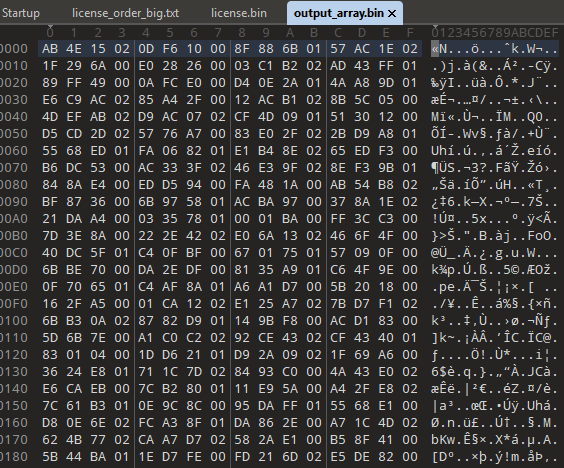 Startup license_order_big.txt license.bin output_array.bin
0 1 2 3 4 5 6 7 8 9 A B C D E F 0123456789ABCDEF
0000 AB 4E 15 02 0D F6 10 00 8F 88 6B 01 57 AC 1E 02 «N...ö...ˆk.W¬..
0010 1F 29 6A 00 E0 28 26 00 03 C1 B2 02 AD 43 FF 01 .)j.à(&..Á².-Cÿ.
0020 89 FF 49 00 0A FC E0 00 D4 0E 2A 01 4A A8 9D 01 ‰ÿI..üà.Ô.*.J¨..
0030 E6 C9 AC 02 85 A4 2F 00 12 AC B1 02 8B 5C 05 00 æÉ¬.…¤/..¬±.‹\..
0040 4D EF AB 02 D9 AC 07 02 CF 4D 09 01 51 30 12 00 Mï«.Ù¬..ÏM..Q0..
0050 D5 CD 2D 02 57 76 A7 00 83 E0 2F 02 2B D9 A8 01 ÕÍ-.Wv§.ƒà/.+Ù¨.
0060 55 68 ED 01 FA 06 82 01 E1 B4 8E 02 65 ED F3 00 Uhí.ú.‚.á´Ž.eíó.
0070 B6 DC 53 00 AC 33 3F 02 46 E3 9F 02 8E F3 9B 01 ¶ÜS.¬3?.FãŸ.Žó›.
0080 84 8A E4 00 ED D5 94 00 FA 48 1A 00 AB 54 B8 02 „Šä.íÕ”.úH..«T¸.
0090 BF 87 36 00 6B 97 58 01 AC BA 97 00 37 8A 1E 02 ¿‡6.k—X.¬º—.7Š..
00A0 21 DA A4 00 03 35 78 01 00 01 BA 00 FF 3C C3 00 !Ú¤..5x...º.ÿ<Ã.
00B0 7D 3E 8A 00 22 2E 42 02 E0 6A 13 02 46 6F 4F 00 }>Š.".B.àj..FoO.
00C0 40 DC 5F 01 C4 0F BF 00 67 01 75 01 57 09 0F 00 @Ü_.Ä.¿.g.u.W...
00D0 6B BE 70 00 DA 2E DF 00 81 35 A9 01 C6 4F 9E 00 k¾p.Ú.ß..5©.ÆOž.
00E0 0F 70 65 01 C4 AF 8A 01 A6 A1 D7 00 5B 20 18 00 .pe.Ä¯Š.¦¡×.[ ..
00F0 16 2F A5 00 01 CA 12 02 E1 25 A7 02 7B D7 F1 02 ./¥..Ê..á%§.{×ñ.
0100 6B B3 0A 02 87 82 D9 01 14 9B F8 00 AC D1 83 00 k³..‡‚Ù..›ø.¬Ñƒ.
0110 5D 6B 7E 00 A1 C0 C2 02 92 CE 43 02 CF 43 40 01 ]k~.¡ÀÂ.’ÎC.ÏC@.
0120 83 01 04 00 1D D6 21 01 D9 2A 09 02 1F 69 A6 00 ƒ....Ö!.Ù*...i¦.
0130 36 24 E8 01 71 1C 7D 02 84 93 C0 00 4A 43 E0 02 6$è.q.}.„“À.JCà.
0140 E6 CA EB 00 7C B2 80 01 11 E9 5A 00 A4 2F E8 02 æÊë.|²€..éZ.¤/è.
0150 7C 61 B3 01 0E 9C 8C 00 95 DA FF 01 55 68 E1 00 |a³..œŒ.•Úÿ.Uhá.
0160 D8 0E 6E 02 FC A3 8F 01 DA 86 2E 00 A7 1C 4D 02 Ø.n.ü£..Ú†..§.M.
0170 62 4B 77 02 CA A7 D7 02 58 2A E1 00 B5 8F 41 00 bKw.Ê§×.X*á.µ.A.
0180 5B 44 BA 01 1E D7 FE 00 FD 21 6D 02 E5 DE 82 00 [Dº..×þ.ý!m.åÞ‚.